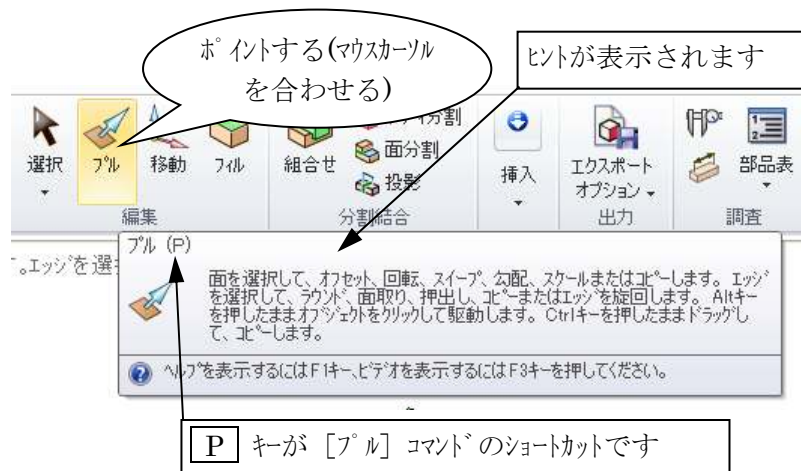 ポイントする(マウスカーソル
を合わせる)
ヒントが表示されます
選択
プル
移動
フィル
編集
組合せ
分割
面分割
投影
分割結合
挿入
エクスポート
オプション
出力
部品表
調査
。エッジを選
プル (P)
面を選択して、オフセット、回転、スイープ、勾配、スケールまたはコピーします。エッジ
を選択して、ラウンド、面取り、押出し、コピーまたはエッジを旋回します。Altキー
を押したままオブジェクトをクリックして駆動します。Ctrlキーを押したままドラッグし
て、コピーします。
ヘルプを表示するにはF1キー、ビデオを表示するにはF3キーを押してください。
P キーが [プル] コマンドのショートカットです